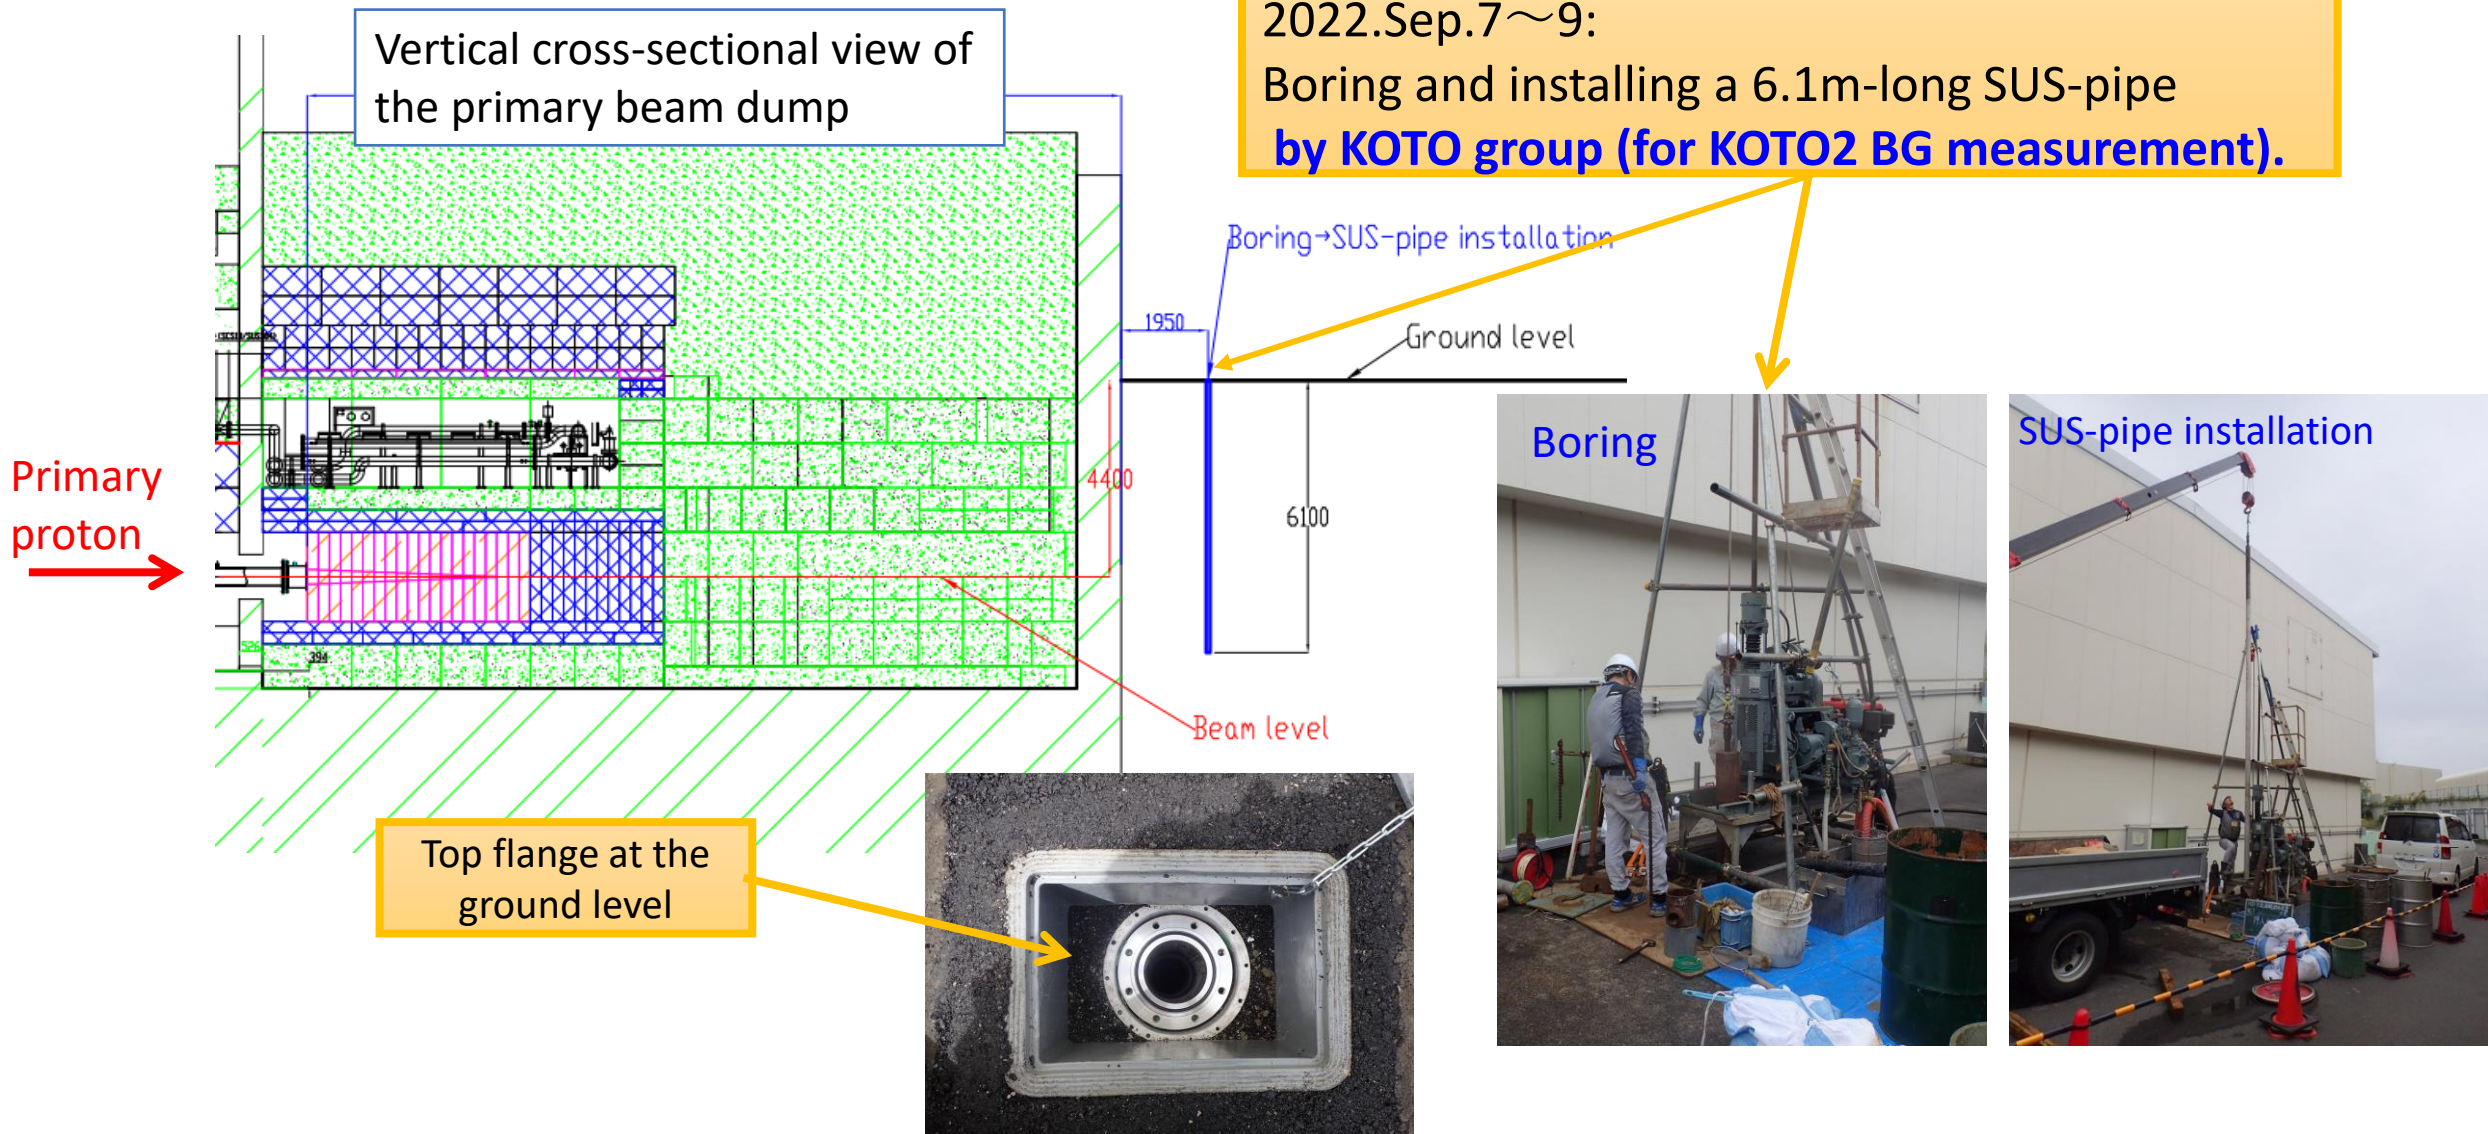 Vertical cross-sectional view of
the primary beam dump
2022.Sep.7～9:
Boring and installing a 6.1m-long SUS-pipe
by KOTO group (for KOTO2 BG measurement).
Boring→SUS-pipe installation
1950
Ground level
Primary
proton
4400
6100
526
394
Beam level
Boring
SUS-pipe installation
Top flange at the
ground level